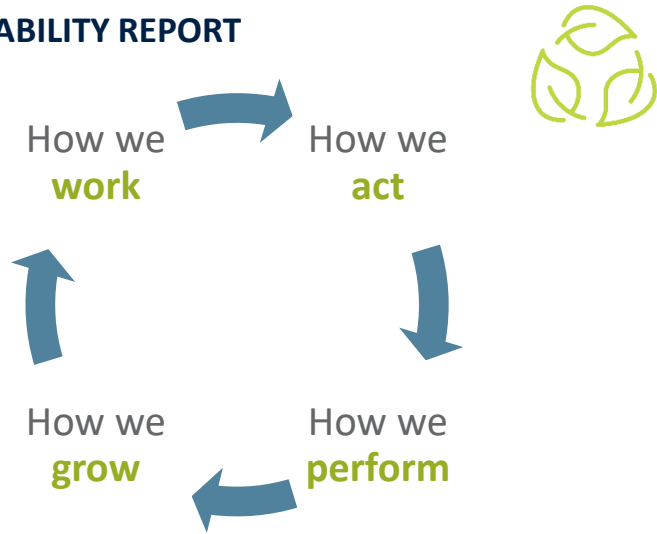 ABILITY REPORT
How we
work
How we
act
How we
perform
How we
grow